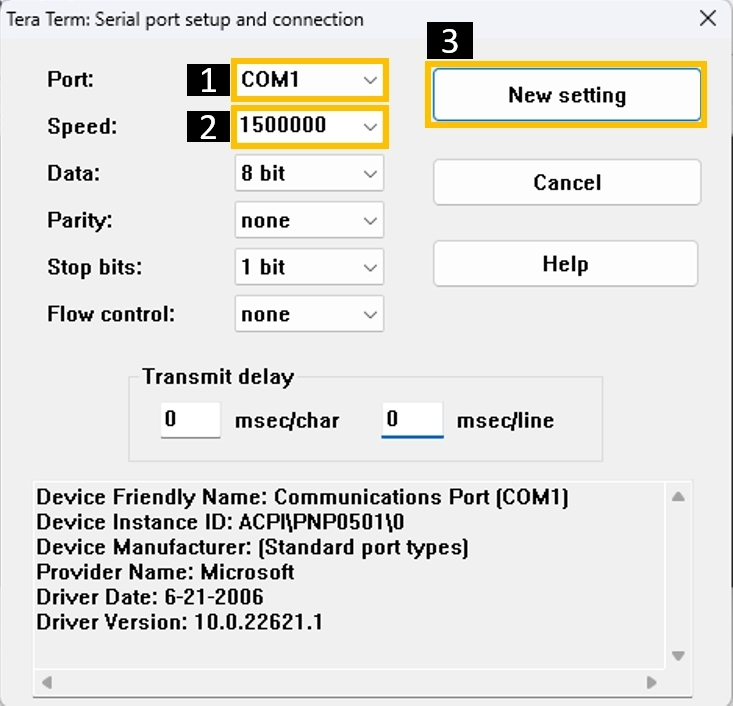 Tera Term: Serial port setup and connection
3
Port: 1 COM1
New setting
Speed: 2 1500000
Data: 8 bit
Cancel
Parity: none
Stop bits: 1 bit
Help
Flow control: none
Transmit delay
0 msec/char 0 msec/line
Device Friendly Name: Communications Port (COM1)
Device Instance ID: ACPI\PNP0501\0
Device Manufacturer: (Standard port types)
Provider Name: Microsoft
Driver Date: 6-21-2006
Driver Version: 10.0.22621.1